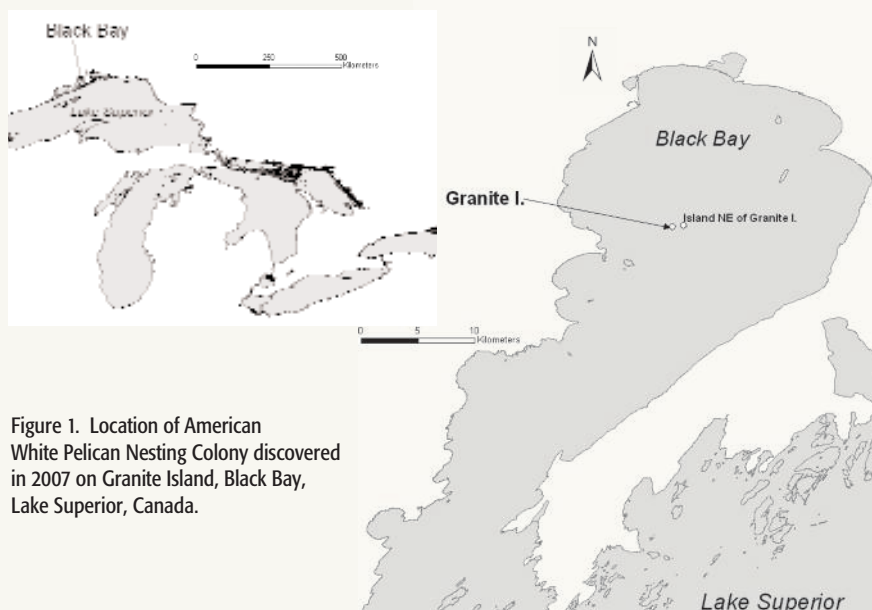 Black Bay
0 250 500
Kilometers
Lake Superior
N
Black Bay
Granite I.
Island NE of Granite I.
0 5 10
Kilometers
Figure 1. Location of American
White Pelican Nesting Colony discovered
in 2007 on Granite Island, Black Bay,
Lake Superior, Canada.
Lake Superior